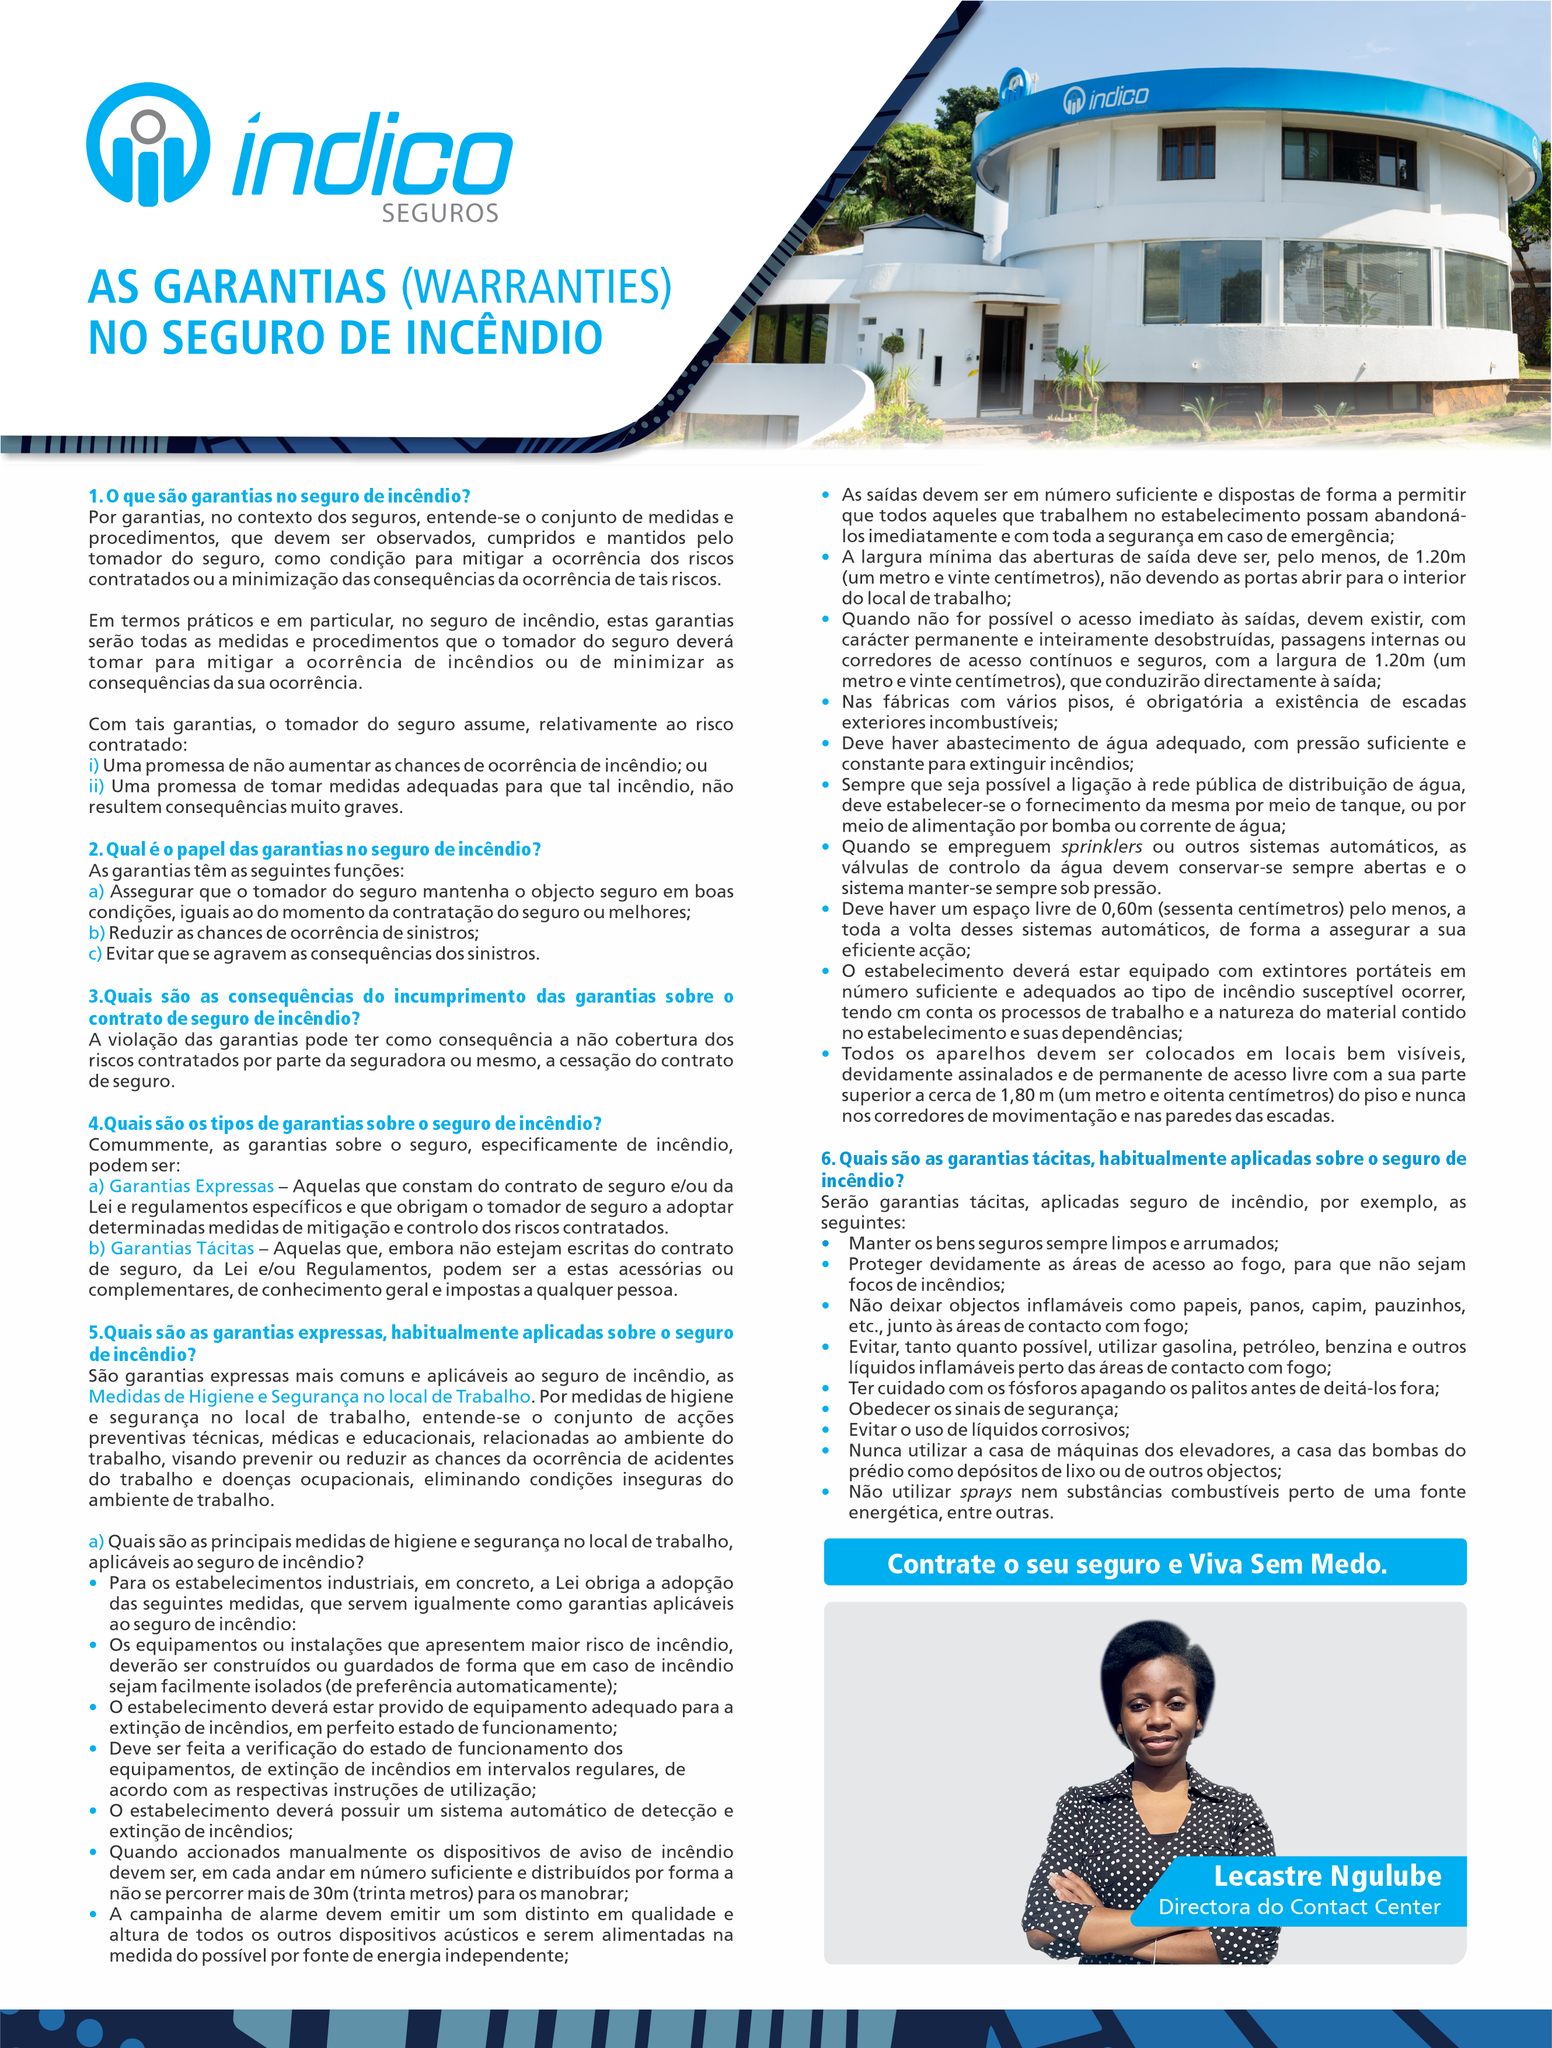 índico
SEGUROS
índico
AS GARANTIAS (WARRANTIES)
NO SEGURO DE INCÊNDIO
1. O que são garantias no seguro de incêndio?
Por garantias, no contexto dos seguros, entende-se o conjunto de medidas e
procedimentos, que devem ser observados, cumpridos e mantidos pelo
tomador do seguro, como condição para mitigar a ocorrência dos riscos
contratados ou a minimização das consequências da ocorrência de tais riscos.
Em termos práticos e em particular, no seguro de incêndio, estas garantias
serão todas as medidas e procedimentos que o tomador do seguro deverá
tomar para mitigar a ocorrência de incêndios ou de minimizar as
consequências da sua ocorrência.
Com tais garantias, o tomador do seguro assume, relativamente ao risco
contratado:
i) Uma promessa de não aumentar as chances de ocorrência de incêndio; ou
ii) Uma promessa de tomar medidas adequadas para que tal incêndio, não
resultem consequências muito graves.
2. Qual é o papel das garantias no seguro de incêndio?
As garantias têm as seguintes funções:
a) Assegurar que o tomador do seguro mantenha o objecto seguro em boas
condições, iguais ao do momento da contratação do seguro ou melhores;
b) Reduzir as chances de ocorrência de sinistros;
c) Evitar que se agravem as consequências dos sinistros.
3.Quais são as consequências do incumprimento das garantias sobre o
contrato de seguro de incêndio?
A violação das garantias pode ter como consequência a não cobertura dos
riscos contratados por parte da seguradora ou mesmo, a cessação do contrato
de seguro.
4.Quais são os tipos de garantias sobre o seguro de incêndio?
Comummente, as garantias sobre o seguro, especificamente de incêndio,
podem ser:
a) Garantias Expressas – Aquelas que constam do contrato de seguro e/ou da
Lei e regulamentos específicos e que obrigam o tomador de seguro a adoptar
determinadas medidas de mitigação e controlo dos riscos contratados.
b) Garantias Tácitas – Aquelas que, embora não estejam escritas do contrato
de seguro, da Lei e/ou Regulamentos, podem ser a estas acessórias ou
complementares, de conhecimento geral e impostas a qualquer pessoa.
5.Quais são as garantias expressas, habitualmente aplicadas sobre o seguro
de incêndio?
São garantias expressas mais comuns e aplicáveis ao seguro de incêndio, as
Medidas de Higiene e Segurança no local de Trabalho. Por medidas de higiene
e segurança no local de trabalho, entende-se o conjunto de acções
preventivas técnicas, médicas e educacionais, relacionadas ao ambiente do
trabalho, visando prevenir ou reduzir as chances da ocorrência de acidentes
do trabalho e doenças ocupacionais, eliminando condições inseguras do
ambiente de trabalho.
a) Quais são as principais medidas de higiene e segurança no local de trabalho,
aplicáveis ao seguro de incêndio?
• Para os estabelecimentos industriais, em concreto, a Lei obriga a adopção
das seguintes medidas, que servem igualmente como garantias aplicáveis
ao seguro de incêndio:
• Os equipamentos ou instalações que apresentem maior risco de incêndio,
deverão ser construídos ou guardados de forma que em caso de incêndio
sejam facilmente isolados (de preferência automaticamente);
• O estabelecimento deverá estar provido de equipamento adequado para a
extinção de incêndios, em perfeito estado de funcionamento;
• Deve ser feita a verificação do estado de funcionamento dos
equipamentos, de extinção de incêndios em intervalos regulares, de
acordo com as respectivas instruções de utilização;
• O estabelecimento deverá possuir um sistema automático de detecção e
extinção de incêndios;
• Quando accionados manualmente os dispositivos de aviso de incêndio
devem ser, em cada andar em número suficiente e distribuídos por forma a
não se percorrer mais de 30m (trinta metros) para os manobrar;
• A campainha de alarme devem emitir um som distinto em qualidade e
altura de todos os outros dispositivos acústicos e serem alimentadas na
medida do possível por fonte de energia independente;
• As saídas devem ser em número suficiente e dispostas de forma a permitir
que todos aqueles que trabalhem no estabelecimento possam abandoná-
los imediatamente e com toda a segurança em caso de emergência;
• A largura mínima das aberturas de saída deve ser, pelo menos, de 1.20m
(um metro e vinte centímetros), não devendo as portas abrir para o interior
do local de trabalho;
• Quando não for possível o acesso imediato às saídas, devem existir, com
carácter permanente e inteiramente desobstruídas, passagens internas ou
corredores de acesso contínuos e seguros, com a largura de 1.20m (um
metro e vinte centímetros), que conduzirão directamente à saída;
• Nas fábricas com vários pisos, é obrigatória a existência de escadas
exteriores incombustíveis;
• Deve haver abastecimento de água adequado, com pressão suficiente e
constante para extinguir incêndios;
• Sempre que seja possível a ligação à rede pública de distribuição de água,
deve estabelecer-se o fornecimento da mesma por meio de tanque, ou por
meio de alimentação por bomba ou corrente de água;
• Quando se empreguem sprinklers ou outros sistemas automáticos, as
válvulas de controlo da água devem conservar-se sempre abertas e o
sistema manter-se sempre sob pressão.
• Deve haver um espaço livre de 0,60m (sessenta centímetros) pelo menos, a
toda a volta desses sistemas automáticos, de forma a assegurar a sua
eficiente acção;
• O estabelecimento deverá estar equipado com extintores portáteis em
número suficiente e adequados ao tipo de incêndio susceptível ocorrer,
tendo cm conta os processos de trabalho e a natureza do material contido
no estabelecimento e suas dependências;
• Todos os aparelhos devem ser colocados em locais bem visíveis,
devidamente assinalados e de permanente de acesso livre com a sua parte
superior a cerca de 1,80 m (um metro e oitenta centímetros) do piso e nunca
nos corredores de movimentação e nas paredes das escadas.
6. Quais são as garantias tácitas, habitualmente aplicadas sobre o seguro de
incêndio?
Serão garantias tácitas, aplicadas seguro de incêndio, por exemplo, as
seguintes:
• Manter os bens seguros sempre limpos e arrumados;
• Proteger devidamente as áreas de acesso ao fogo, para que não sejam
focos de incêndios;
• Não deixar objectos inflamáveis como papeis, panos, capim, pauzinhos,
etc., junto às áreas de contacto com fogo;
• Evitar, tanto quanto possível, utilizar gasolina, petróleo, benzina e outros
líquidos inflamáveis perto das áreas de contacto com fogo;
• Ter cuidado com os fósforos apagando os palitos antes de deitá-los fora;
• Obedecer os sinais de segurança;
• Evitar o uso de líquidos corrosivos;
• Nunca utilizar a casa de máquinas dos elevadores, a casa das bombas do
prédio como depósitos de lixo ou de outros objectos;
• Não utilizar sprays nem substâncias combustíveis perto de uma fonte
energética, entre outras.
Contrate o seu seguro e Viva Sem Medo.
Lecastre Ngulube
Directora do Contact Center